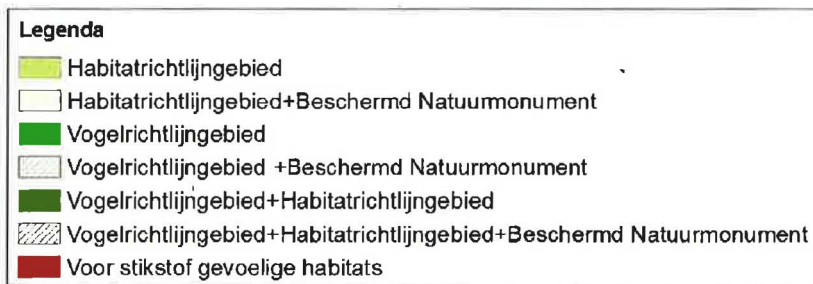 Legenda
Habitatrichtlijngebied
Habitatrichtlijngebied+Beschermd Natuurmonument
Vogelrichtlijngebied
Vogelrichtlijngebied +Beschermd Natuurmonument
Vogelrichtlijngebied+Habitatrichtlijngebied
Vogelrichtlijngebied+Habitatrichtlijngebied+Beschermd Natuurmonument
Voor stikstof gevoelige habitats